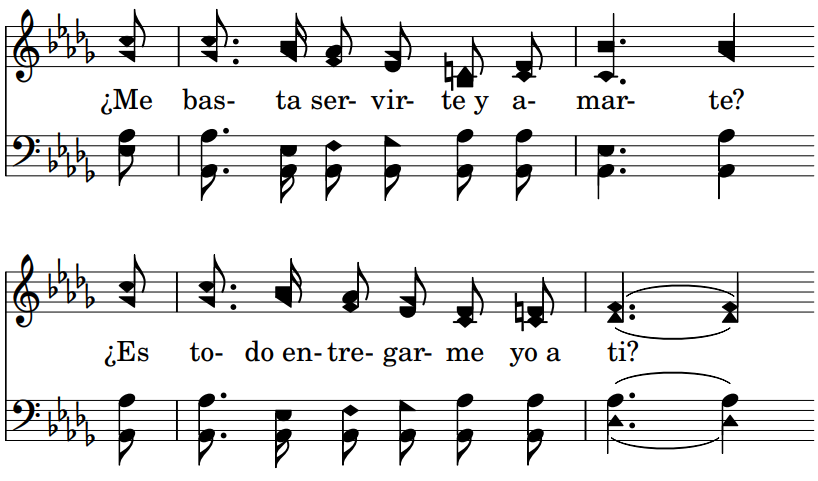 ¿Me bas- ta ser- vir- te y a- mar- te?
¿Es to- do en- tre- gar- me yo a ti?